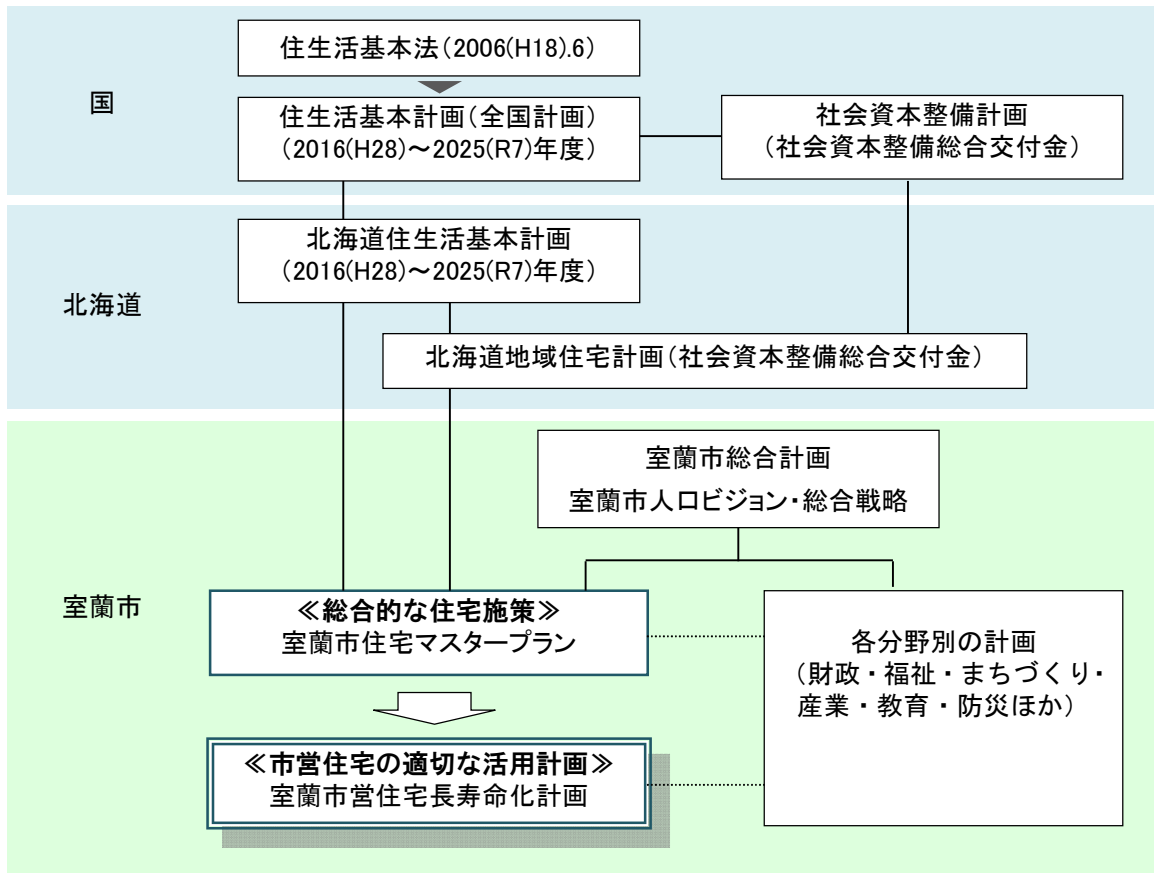 国
住生活基本法（2006(H18).6）
住生活基本計画（全国計画）
（2016(H28)～2025(R7)年度）
社会資本整備計画
（社会資本整備総合交付金）
北海道
北海道住生活基本計画
（2016(H28)～2025(R7)年度）
北海道地域住宅計画（社会資本整備総合交付金）
室蘭市
室蘭市総合計画
室蘭市人口ビジョン・総合戦略
≪総合的な住宅施策≫
室蘭市住宅マスタープラン
各分野別の計画
（財政・福祉・まちづくり・
産業・教育・防災ほか）
≪市営住宅の適切な活用計画≫
室蘭市営住宅長寿命化計画